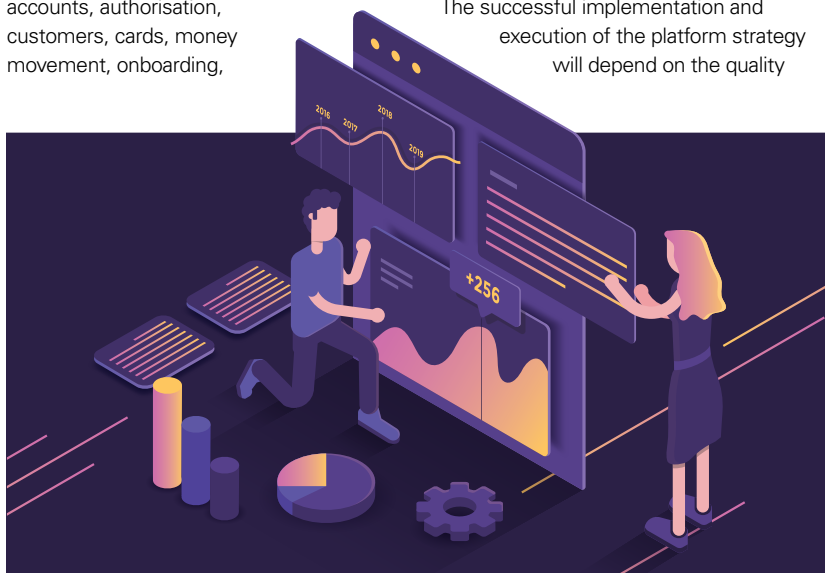 accounts, authorisation,
customers, cards, money
movement, onboarding,
The successful implementation and
execution of the platform strategy
will depend on the quality
2016
2017
2018
2019
+256